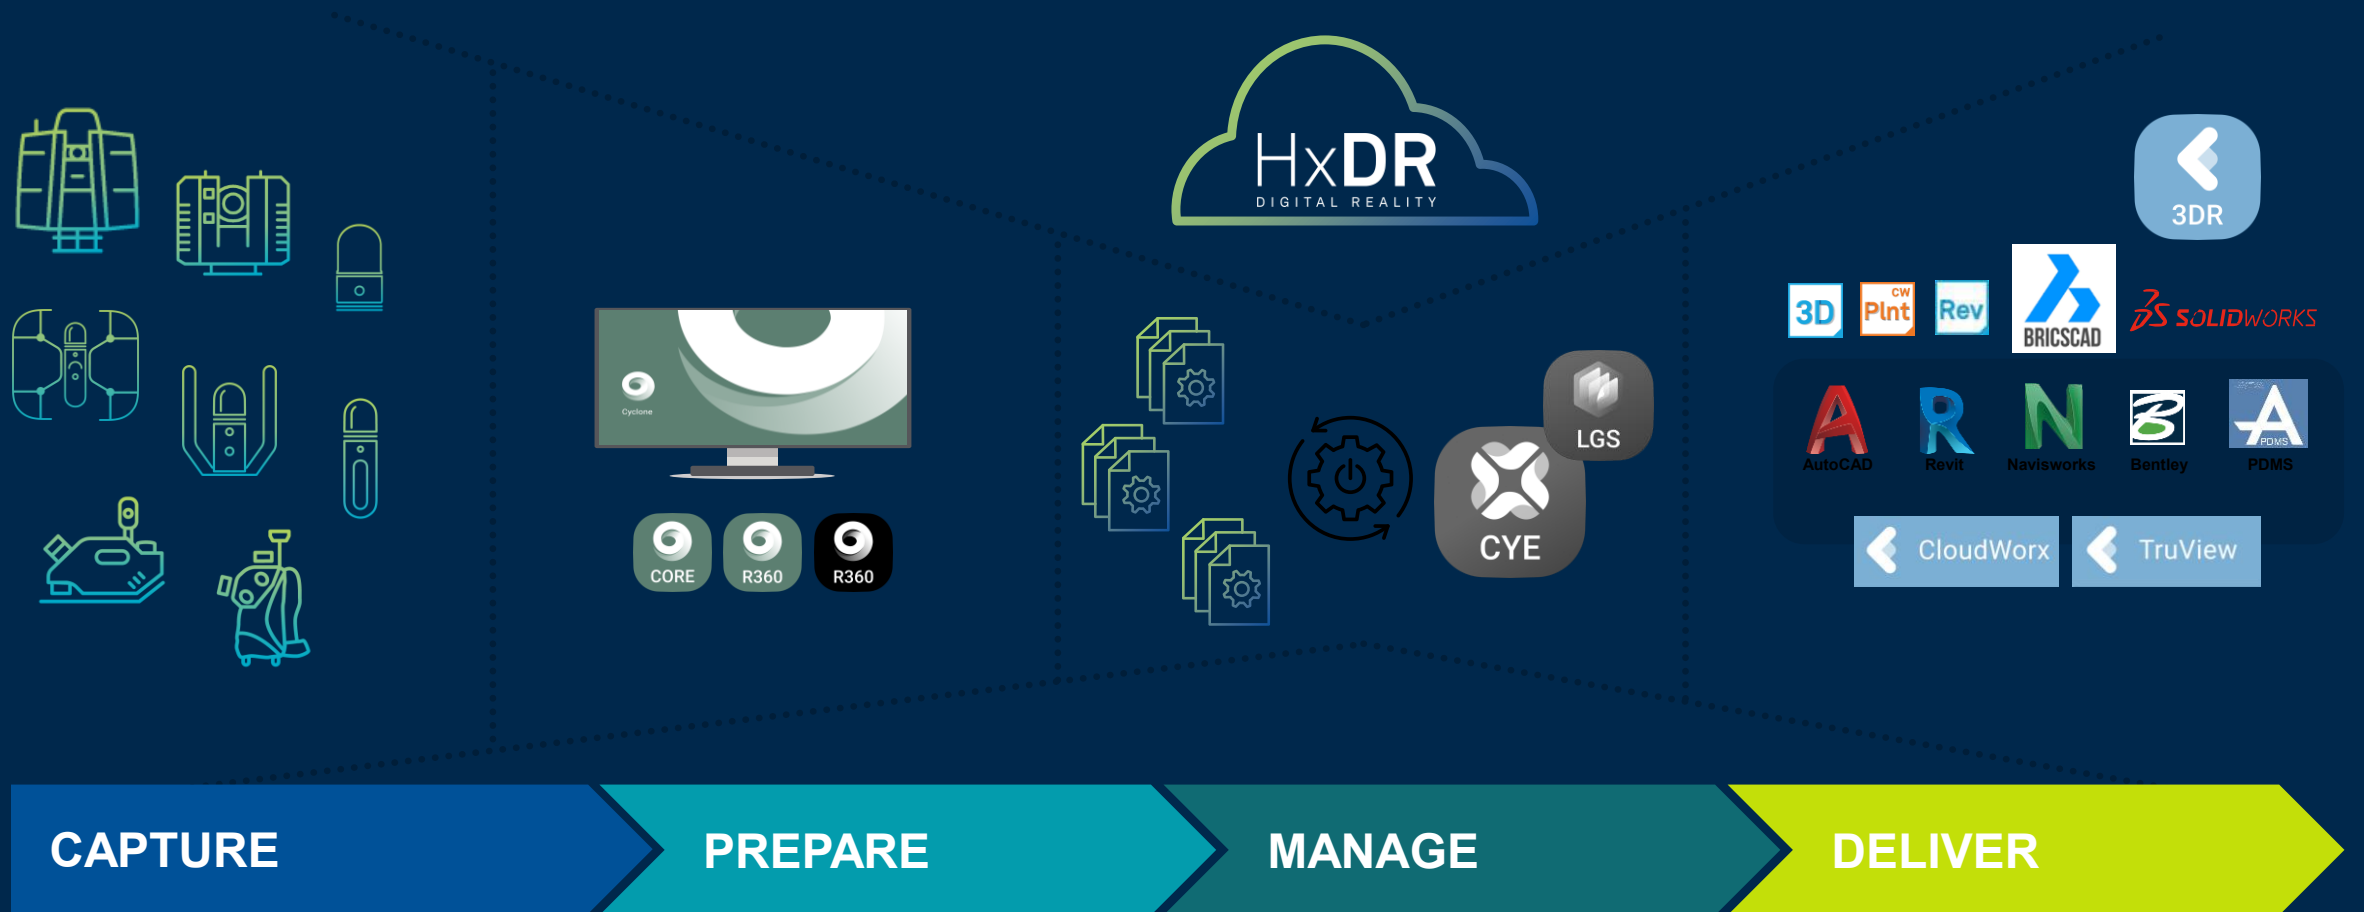 HxDR
DIGITAL REALITY
3DR
3D
CW
Plnt
Rev
BRICSCAD
SOLIDWORKS
Cyclone
LGS
CYE
AutoCAD
Revit
Navisworks
Bentley
PDMS
PDMS
CORE
R360
R360
CloudWorx
TruView
CAPTURE
PREPARE
MANAGE
DELIVER